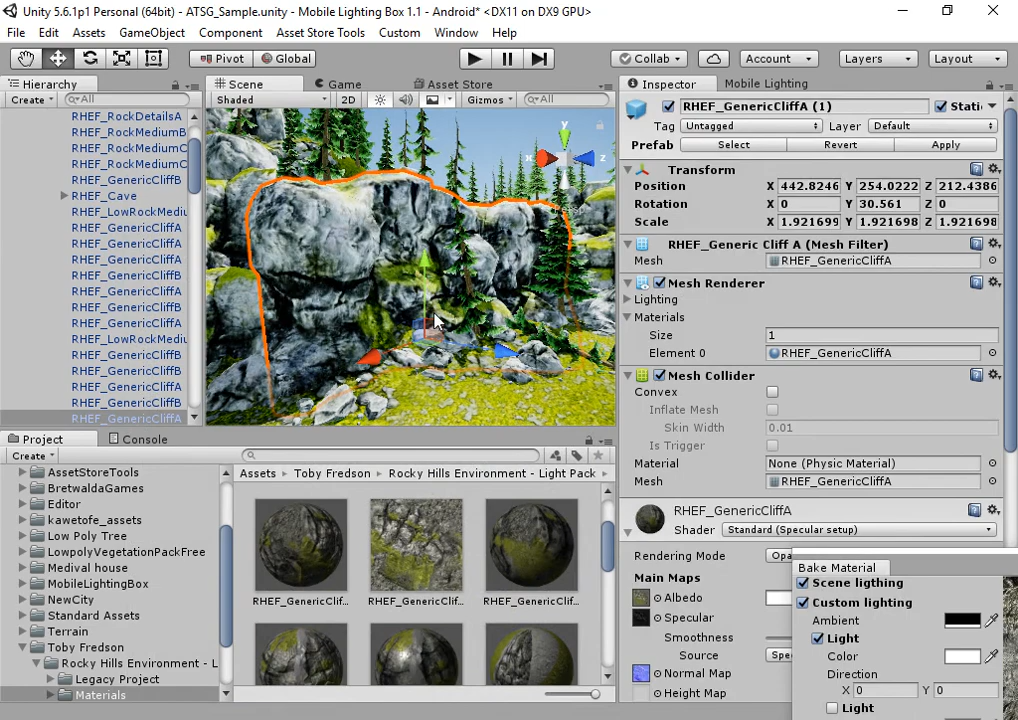 Unity 5.6.1p1 Personal (64bit) - ATSG_Sample.unity - Mobile Lighting Box 1.1 - Android* <DX11 on DX9 GPU>
File Edit Assets GameObject Component Asset Store Tools Custom Window Help
Pivot Global Collab Account Layers Layout
Hierarchy Scene Game Asset Store Inspector Mobile Lighting
Create All Shaded 2D Gizmos All
RHEF_GenericCliffA (1) Stati
Tag Untagged Layer Default
Prefab Select Revert Apply
Transform
Position X 442.8246 Y 254.0222 Z 212.4386
Rotation X 0 Y 30.561 Z 0
Scale X 1.921699 Y 1.921698 Z 1.921698
RHEF_Generic Cliff A (Mesh Filter)
Mesh RHEF_GenericCliffA
Mesh Renderer
Lighting
Materials
Size 1
Element 0 RHEF_GenericCliffA
Mesh Collider
Convex
Inflate Mesh
Skin Width 0.01
Is Trigger
Material None (Physic Material)
Mesh RHEF_GenericCliffA
RHEF_GenericCliffA
Shader Standard (Specular setup)
Rendering Mode Opa
Main Maps
Albedo
Specular
Smoothness
Source Spe
Normal Map
Height Map
RHEF_RockDetailsA
RHEF_RockMediumB
RHEF_RockMediumC
RHEF_RockMediumC
RHEF_GenericCliffB
RHEF_Cave
RHEF_LowRockMediu
RHEF_GenericCliffA
RHEF_GenericCliffA
RHEF_GenericCliffA
RHEF_GenericCliffB
RHEF_GenericCliffB
RHEF_GenericCliffB
RHEF_GenericCliffA
RHEF_LowRockMediu
RHEF_GenericCliffB
RHEF_GenericCliffB
RHEF_GenericCliffA
RHEF_GenericCliffB
RHEF_GenericCliffA
y
x
z
Project Console
Create
AssetStoreTools
BretwaldaGames
Editor
kawetofe_assets
Low Poly Tree
LowpolyVegetationPackFree
Medival house
MobileLightingBox
NewCity
Standard Assets
Terrain
Toby Fredson
Rocky Hills Environment - L
Legacy Project
Materials
Assets Toby Fredson Rocky Hills Environment - Light Pack
RHEF_GenericClif... RHEF_GenericClif... RHEF_GenericClif...
Bake Material
Scene ligthing
Custom lighting
Ambient
Light
Color
Direction
X 0 Y 0
Light